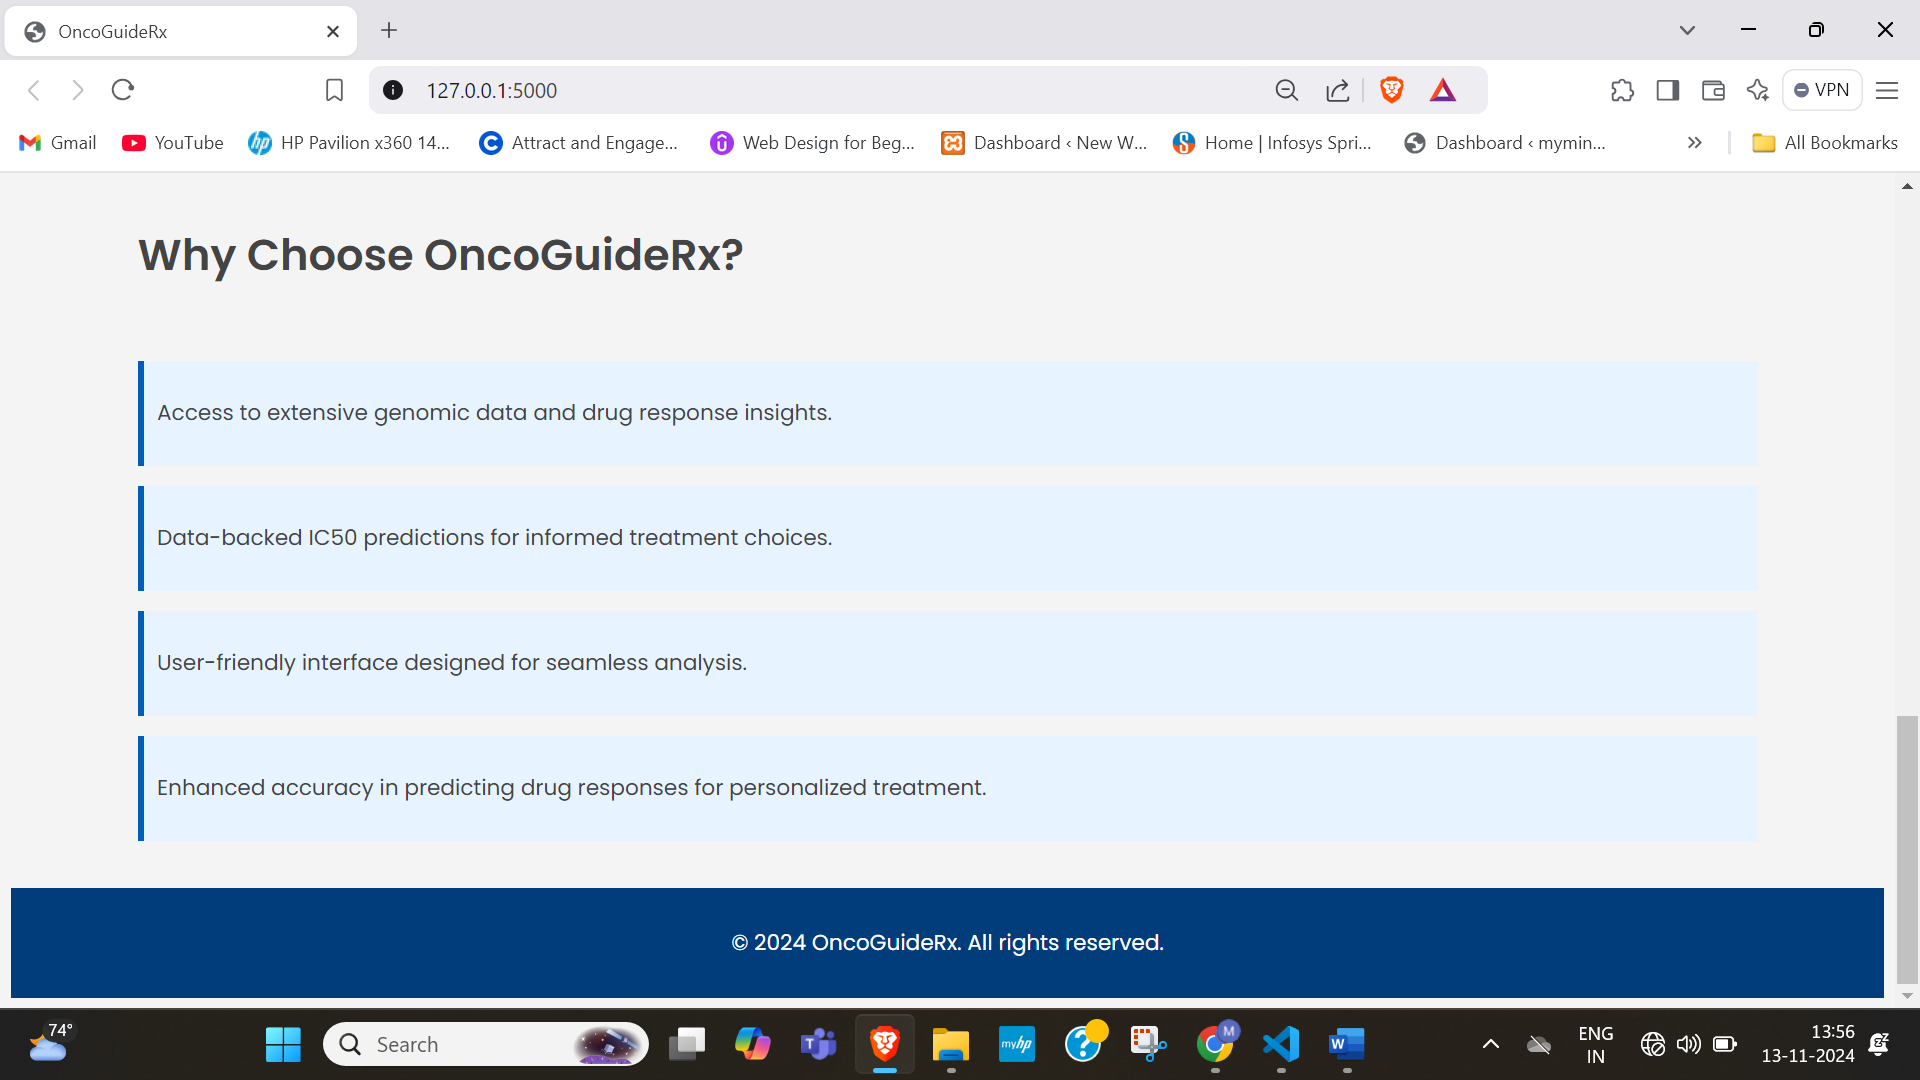 OncoGuideRx
127.0.0.1:5000
VPN
Gmail
YouTube
HP Pavilion x360 14...
Attract and Engage...
Web Design for Beg...
Dashboard ‹ New W...
Home | Infosys Spri...
Dashboard ‹ mymin...
All Bookmarks
Why Choose OncoGuideRx?
Access to extensive genomic data and drug response insights.
Data-backed IC50 predictions for informed treatment choices.
User-friendly interface designed for seamless analysis.
Enhanced accuracy in predicting drug responses for personalized treatment.
© 2024 OncoGuideRx. All rights reserved.
74°
Search
myhp
M
ENG
IN
13:56
13-11-2024